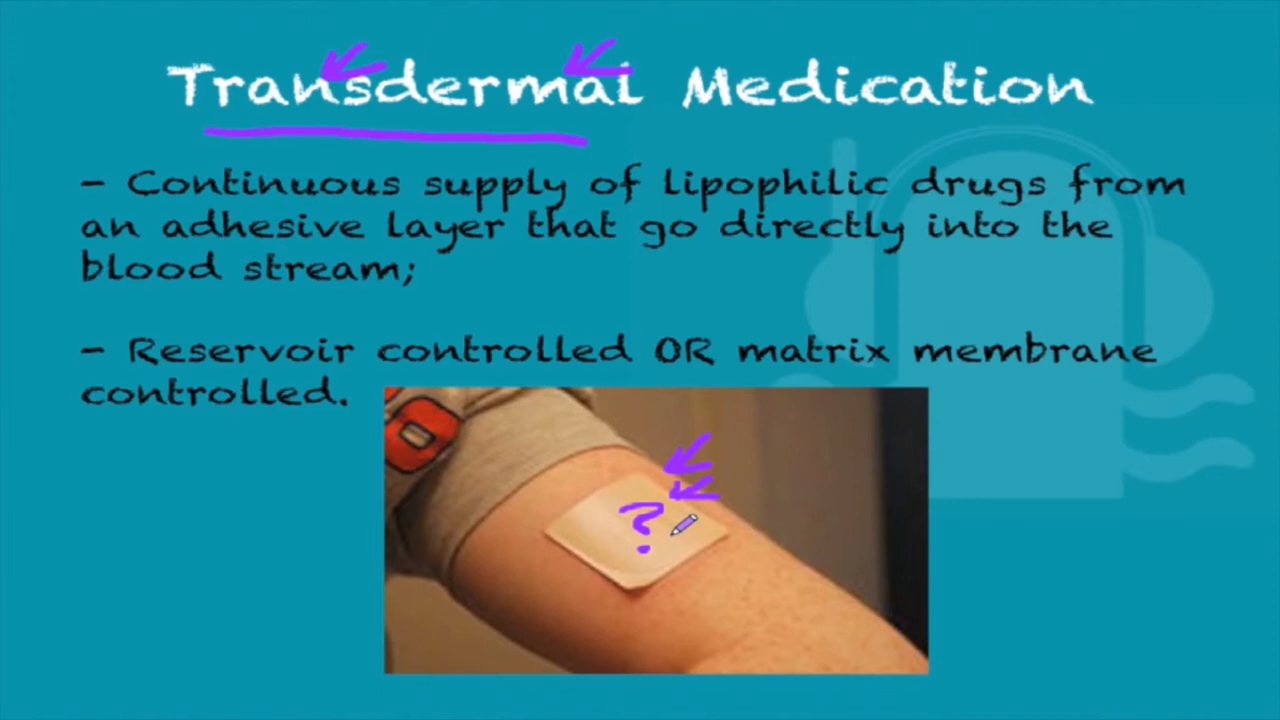 Transdermal Medication
- Continuous supply of lipophilic drugs from
an adhesive layer that go directly into the
blood stream;
- Reservoir controlled OR matrix membrane
controlled.
?